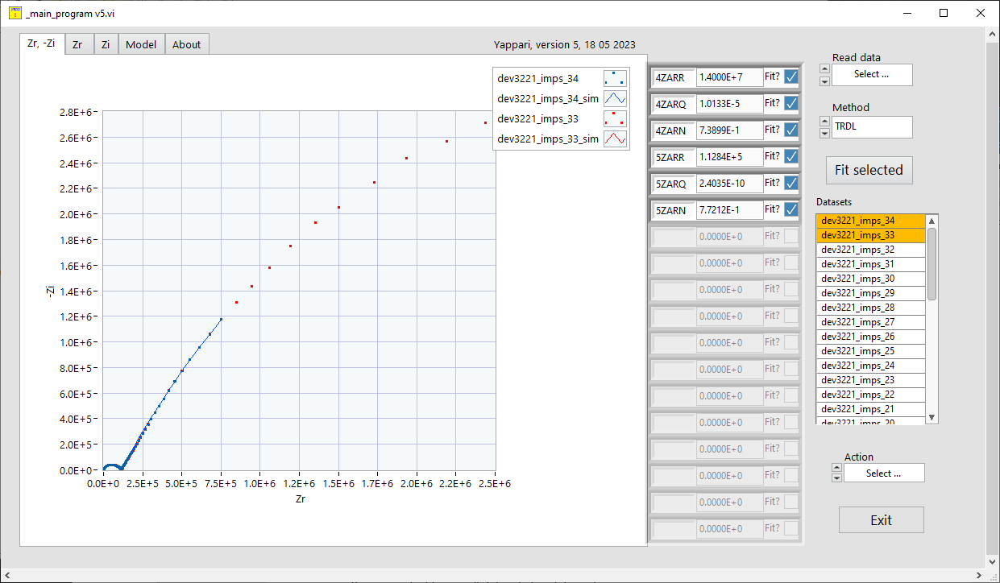 _main_program v5.vi
Zr, -Zi
Zr
Zi
Model
About
Yappari, version 5, 18 05 2023
dev3221_imps_34
dev3221_imps_34_sim
dev3221_imps_33
dev3221_imps_33_sim
2.8E+6
2.6E+6
2.4E+6
2.2E+6
2.0E+6
1.8E+6
1.6E+6
1.4E+6
1.2E+6
1.0E+6
8.0E+5
6.0E+5
4.0E+5
2.0E+5
0.0E+0
-Zi
0.0E+0 2.5E+5 5.0E+5 7.5E+5 1.0E+6 1.2E+6 1.5E+6 1.7E+6 2.0E+6 2.2E+6 2.5E+6
Zr
4ZARR 1.4000E+7 Fit?
4ZARQ 1.0133E-5 Fit?
4ZARN 7.3899E-1 Fit?
5ZARR 1.1284E+5 Fit?
5ZARQ 2.4035E-10 Fit?
5ZARN 7.7212E-1 Fit?
0.0000E+0 Fit?
0.0000E+0 Fit?
0.0000E+0 Fit?
0.0000E+0 Fit?
0.0000E+0 Fit?
0.0000E+0 Fit?
0.0000E+0 Fit?
0.0000E+0 Fit?
0.0000E+0 Fit?
0.0000E+0 Fit?
0.0000E+0 Fit?
0.0000E+0 Fit?
Read data
Select ...
Method
TRDL
Fit selected
Datasets
dev3221_imps_34
dev3221_imps_33
dev3221_imps_32
dev3221_imps_31
dev3221_imps_30
dev3221_imps_29
dev3221_imps_28
dev3221_imps_27
dev3221_imps_26
dev3221_imps_25
dev3221_imps_24
dev3221_imps_23
dev3221_imps_22
dev3221_imps_21
dev3221_imps_20
Action
Select ...
Exit